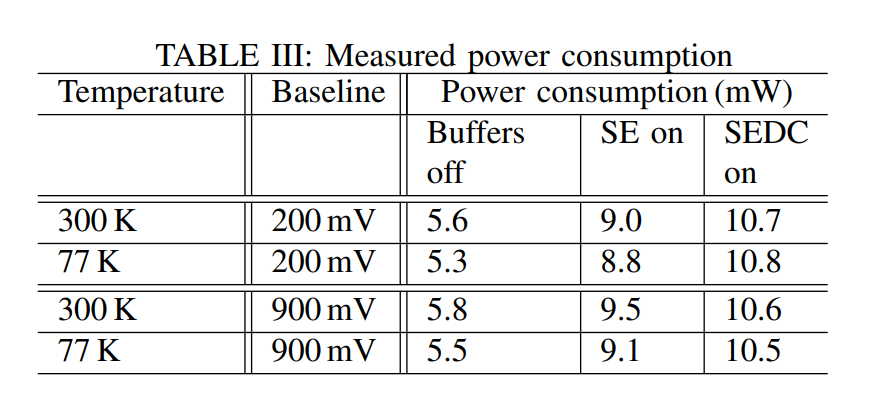 TABLE III: Measured power consumption
Temperature Baseline Power consumption (mW)
Buffers off SE on SEDC on
300 K 200 mV 5.6 9.0 10.7
77 K 200 mV 5.3 8.8 10.8
300 K 900 mV 5.8 9.5 10.6
77 K 900 mV 5.5 9.1 10.5